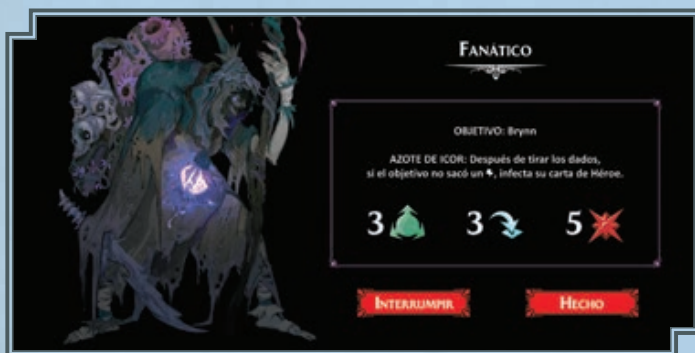 FANÁTICO
OBJETIVO: Brynn
AZOTE DE ICOR: Después de tirar los dados,
si el objetivo no sacó un , infecta su carta de Héroe.
3 3 5
INTERRUMPIR HECHO